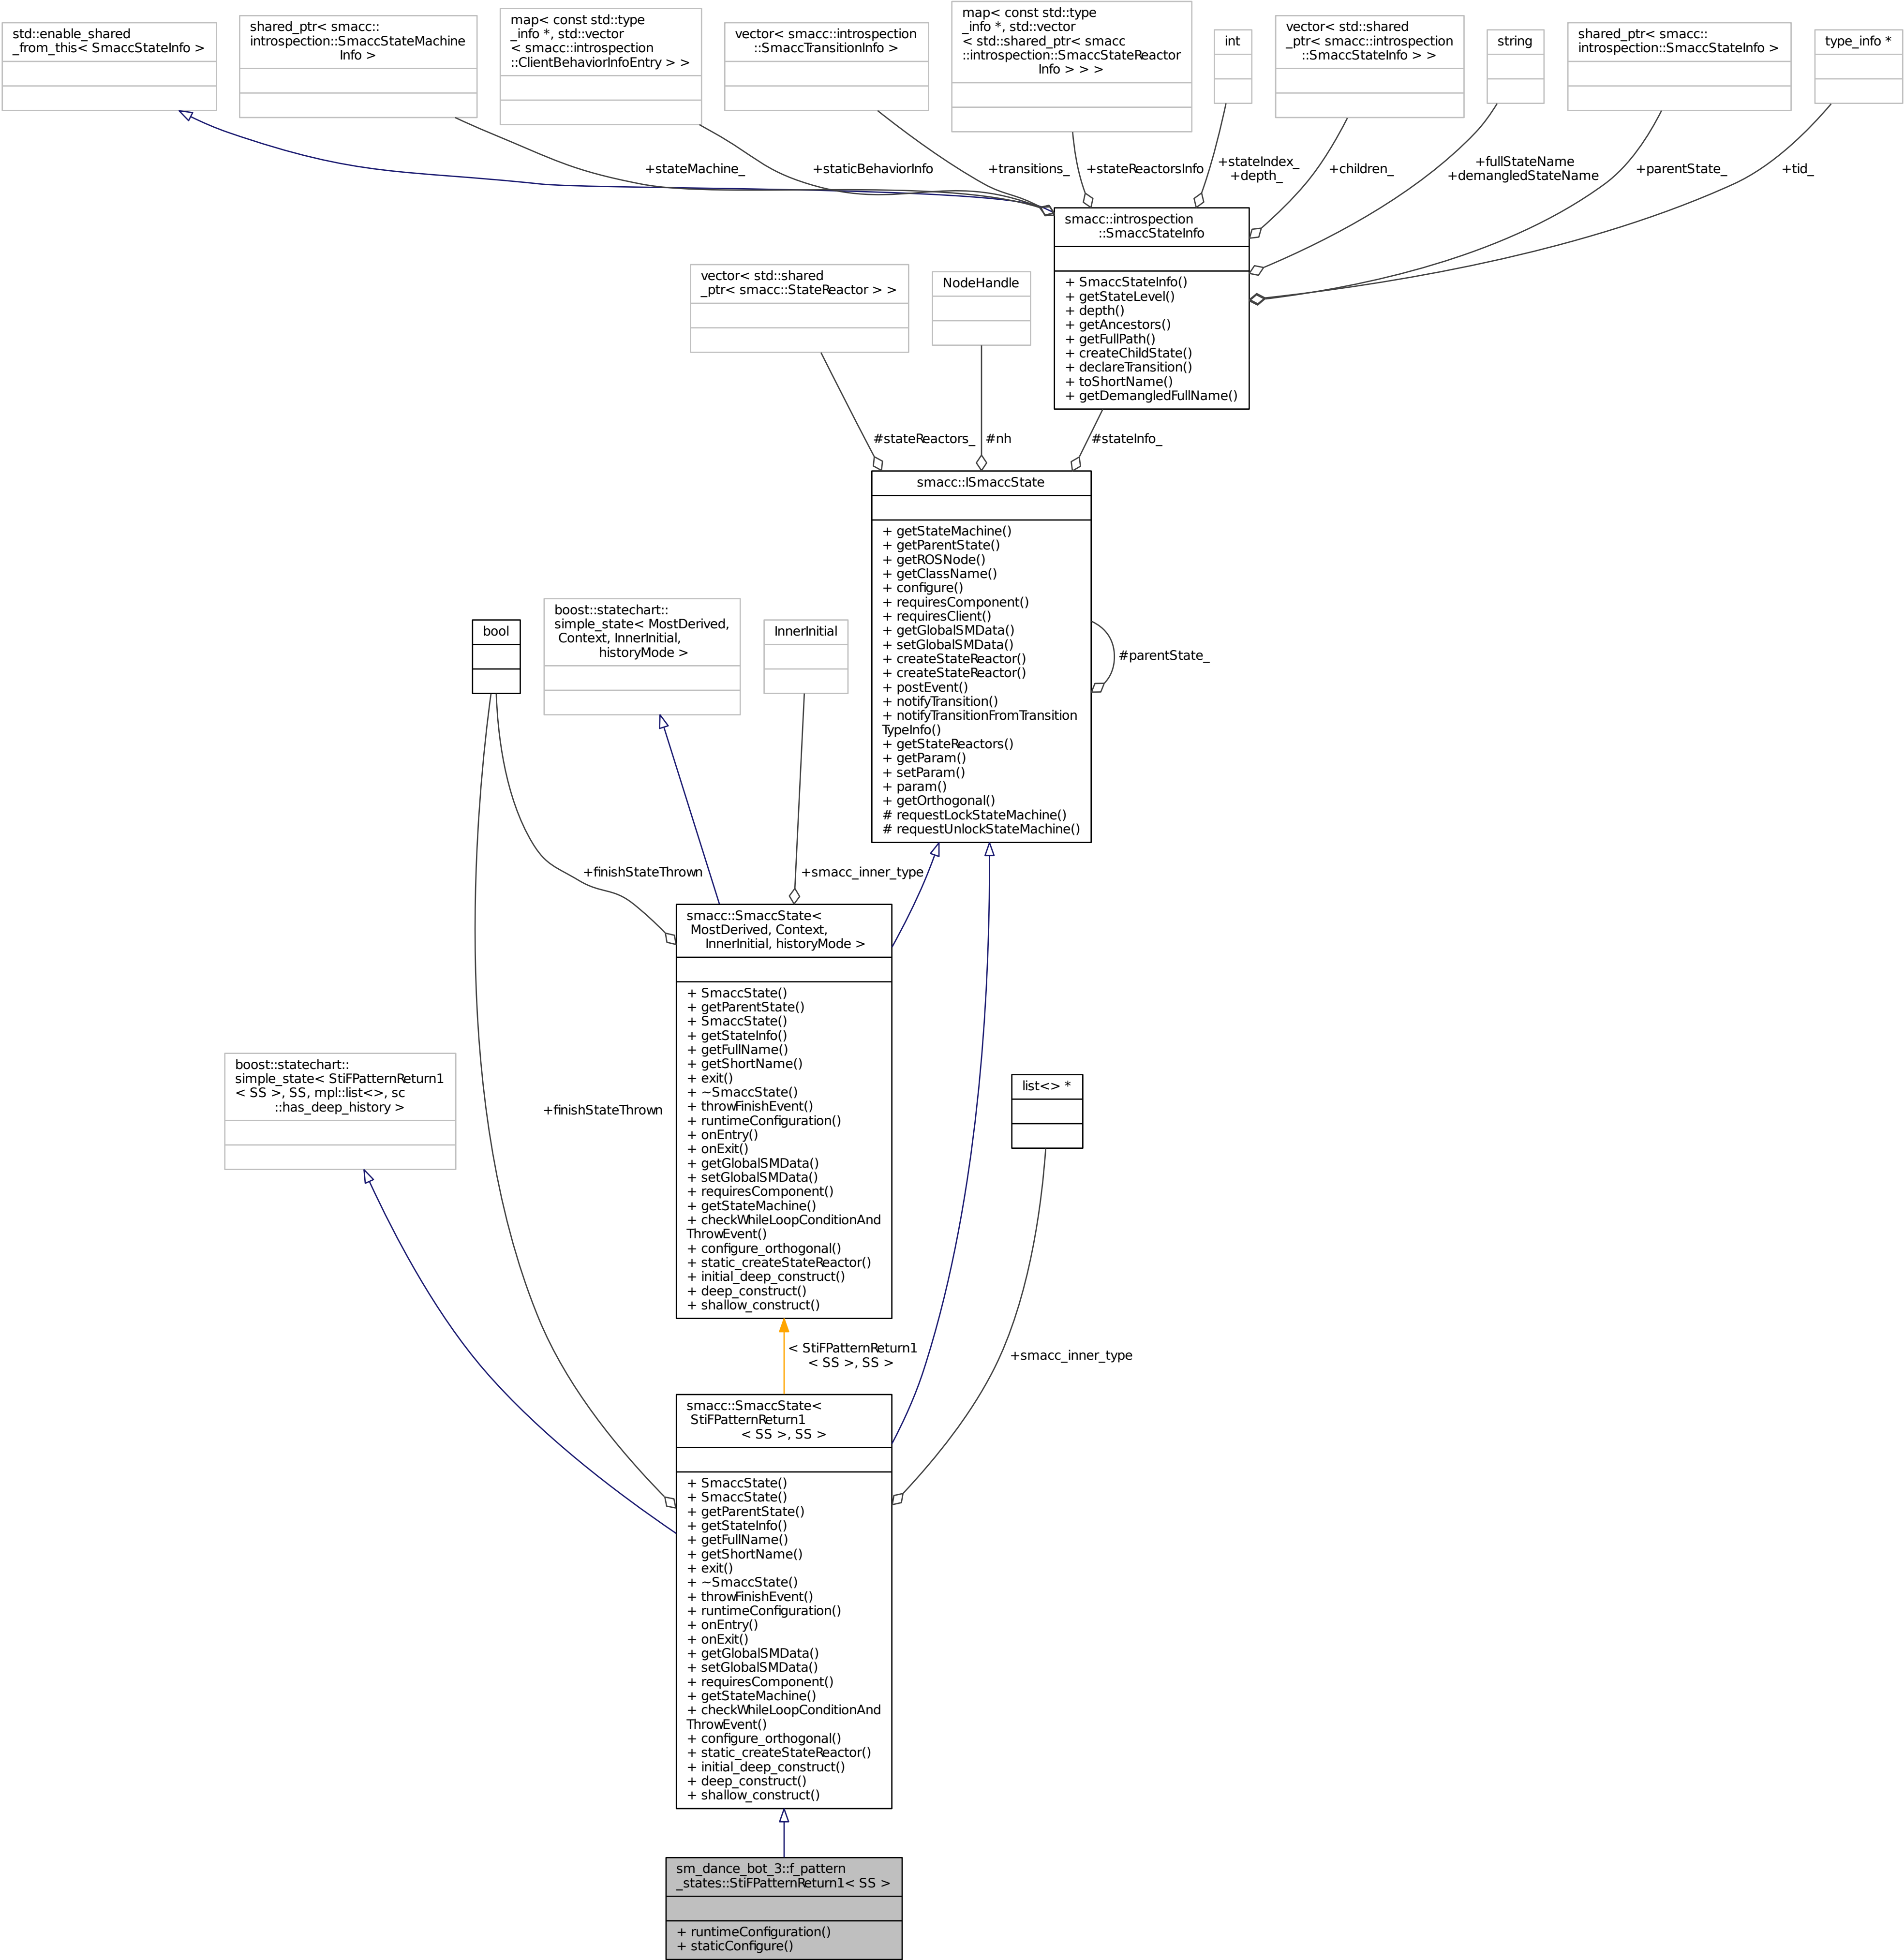 std::enable_shared
_from_this< SmaccStateInfo >
shared_ptr< smacc::
introspection::SmaccStateMachine
Info >
map< const std::type
_info *, std::vector
< smacc::introspection
::ClientBehaviorInfoEntry > >
vector< smacc::introspection
::SmaccTransitionInfo >
map< const std::type
_info *, std::vector
< std::shared_ptr< smacc
::introspection::SmaccStateReactor
Info > > >
int
vector< std::shared
_ptr< smacc::introspection
::SmaccStateInfo > >
string
shared_ptr< smacc::
introspection::SmaccStateInfo >
type_info *
+stateMachine_
+staticBehaviorInfo
+transitions_
+stateReactorsInfo
+stateIndex_
+depth_
+children_
+fullStateName
+demangledStateName
+parentState_
+tid_
smacc::introspection
::SmaccStateInfo
+ SmaccStateInfo()
+ getStateLevel()
+ depth()
+ getAncestors()
+ getFullPath()
+ createChildState()
+ declareTransition()
+ toShortName()
+ getDemangledFullName()
vector< std::shared
_ptr< smacc::StateReactor > >
NodeHandle
#stateReactors_
#nh
#stateInfo_
smacc::ISmaccState
+ getStateMachine()
+ getParentState()
+ getROSNode()
+ getClassName()
+ configure()
+ requiresComponent()
+ requiresClient()
+ getGlobalSMData()
+ setGlobalSMData()
+ createStateReactor()
+ createStateReactor()
+ postEvent()
+ notifyTransition()
+ notifyTransitionFromTransition
TypeInfo()
+ getStateReactors()
+ getParam()
+ setParam()
+ param()
+ getOrthogonal()
# requestLockStateMachine()
# requestUnlockStateMachine()
#parentState_
bool
boost::statechart::
simple_state< MostDerived,
Context, InnerInitial,
historyMode >
InnerInitial
+finishStateThrown
+smacc_inner_type
smacc::SmaccState<
MostDerived, Context,
InnerInitial, historyMode >
+ SmaccState()
+ getParentState()
+ SmaccState()
+ getStateInfo()
+ getFullName()
+ getShortName()
+ exit()
+ ~SmaccState()
+ throwFinishEvent()
+ runtimeConfiguration()
+ onEntry()
+ onExit()
+ getGlobalSMData()
+ setGlobalSMData()
+ requiresComponent()
+ getStateMachine()
+ checkWhileLoopConditionAnd
ThrowEvent()
+ configure_orthogonal()
+ static_createStateReactor()
+ initial_deep_construct()
+ deep_construct()
+ shallow_construct()
boost::statechart::
simple_state< StiFPatternReturn1
< SS >, SS, mpl::list<>, sc
::has_deep_history >
+finishStateThrown
list<> *
< StiFPatternReturn1
< SS >, SS >
+smacc_inner_type
smacc::SmaccState<
StiFPatternReturn1
< SS >, SS >
+ SmaccState()
+ SmaccState()
+ getParentState()
+ getStateInfo()
+ getFullName()
+ getShortName()
+ exit()
+ ~SmaccState()
+ throwFinishEvent()
+ runtimeConfiguration()
+ onEntry()
+ onExit()
+ getGlobalSMData()
+ setGlobalSMData()
+ requiresComponent()
+ getStateMachine()
+ checkWhileLoopConditionAnd
ThrowEvent()
+ configure_orthogonal()
+ static_createStateReactor()
+ initial_deep_construct()
+ deep_construct()
+ shallow_construct()
sm_dance_bot_3::f_pattern
_states::StiFPatternReturn1< SS >
+ runtimeConfiguration()
+ staticConfigure()